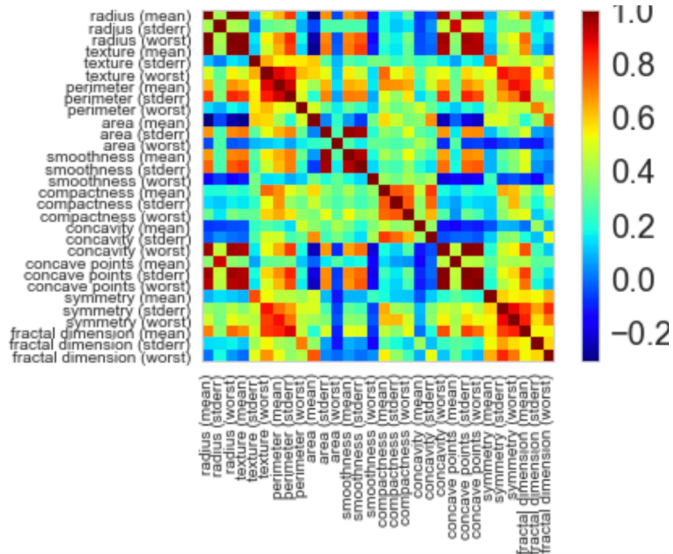 radius (mean)
radius (stderr)
radius (worst)
texture (mean)
texture (stderr)
texture (worst)
perimeter (mean)
perimeter (stderr)
perimeter (worst)
area (mean)
area (stderr)
area (worst)
smoothness (mean)
smoothness (stderr)
smoothness (worst)
compactness (mean)
compactness (stderr)
compactness (worst)
concavity (mean)
concavity (stderr)
concavity (worst)
concave points (mean)
concave points (stderr)
concave points (worst)
symmetry (mean)
symmetry (stderr)
symmetry (worst)
fractal dimension (mean)
fractal dimension (stderr)
fractal dimension (worst)
1.0
0.8
0.6
0.4
0.2
0.0
−0.2
radius (mean)
radius (stderr)
radius (worst)
texture (mean)
texture (stderr)
texture (worst)
perimeter (mean)
perimeter (stderr)
perimeter (worst)
area (mean)
area (stderr)
area (worst)
smoothness (mean)
smoothness (stderr)
smoothness (worst)
compactness (mean)
compactness (stderr)
compactness (worst)
concavity (mean)
concavity (stderr)
concavity (worst)
concave points (mean)
concave points (stderr)
concave points (worst)
symmetry (mean)
symmetry (stderr)
symmetry (worst)
fractal dimension (mean)
fractal dimension (stderr)
fractal dimension (worst)